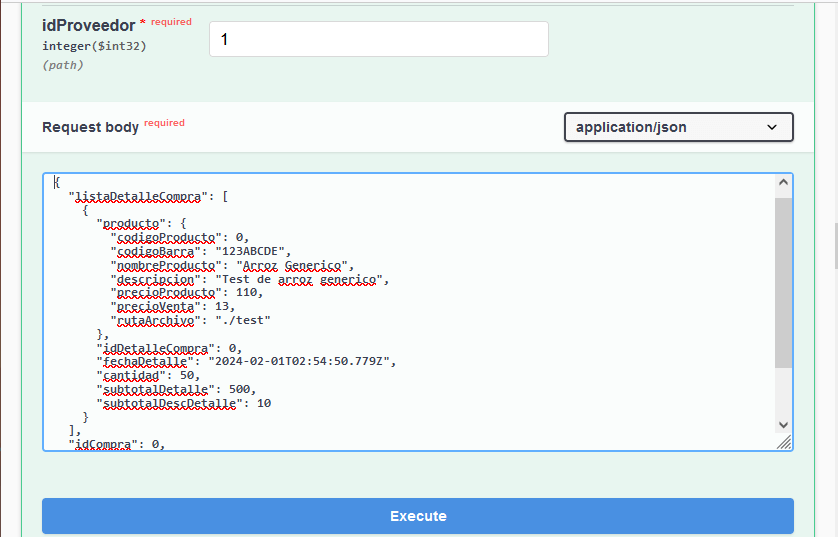 idProveedor * required
integer($int32)
(path)
1
Request body required
application/json
{
  "listaDetalleCompra": [
    {
      "producto": {
        "codigoProducto": 0,
        "codigoBarra": "123ABCDE",
        "nombreProducto": "Arroz Generico",
        "descripcion": "Test de arroz generico",
        "precioProducto": 110,
        "precioVenta": 13,
        "rutaArchivo": "./test"
      },
      "idDetalleCompra": 0,
      "fechaDetalle": "2024-02-01T02:54:50.779Z",
      "cantidad": 50,
      "subtotalDetalle": 500,
      "subtotalDescDetalle": 10
    }
  ],
  "idCompra": 0,
Execute